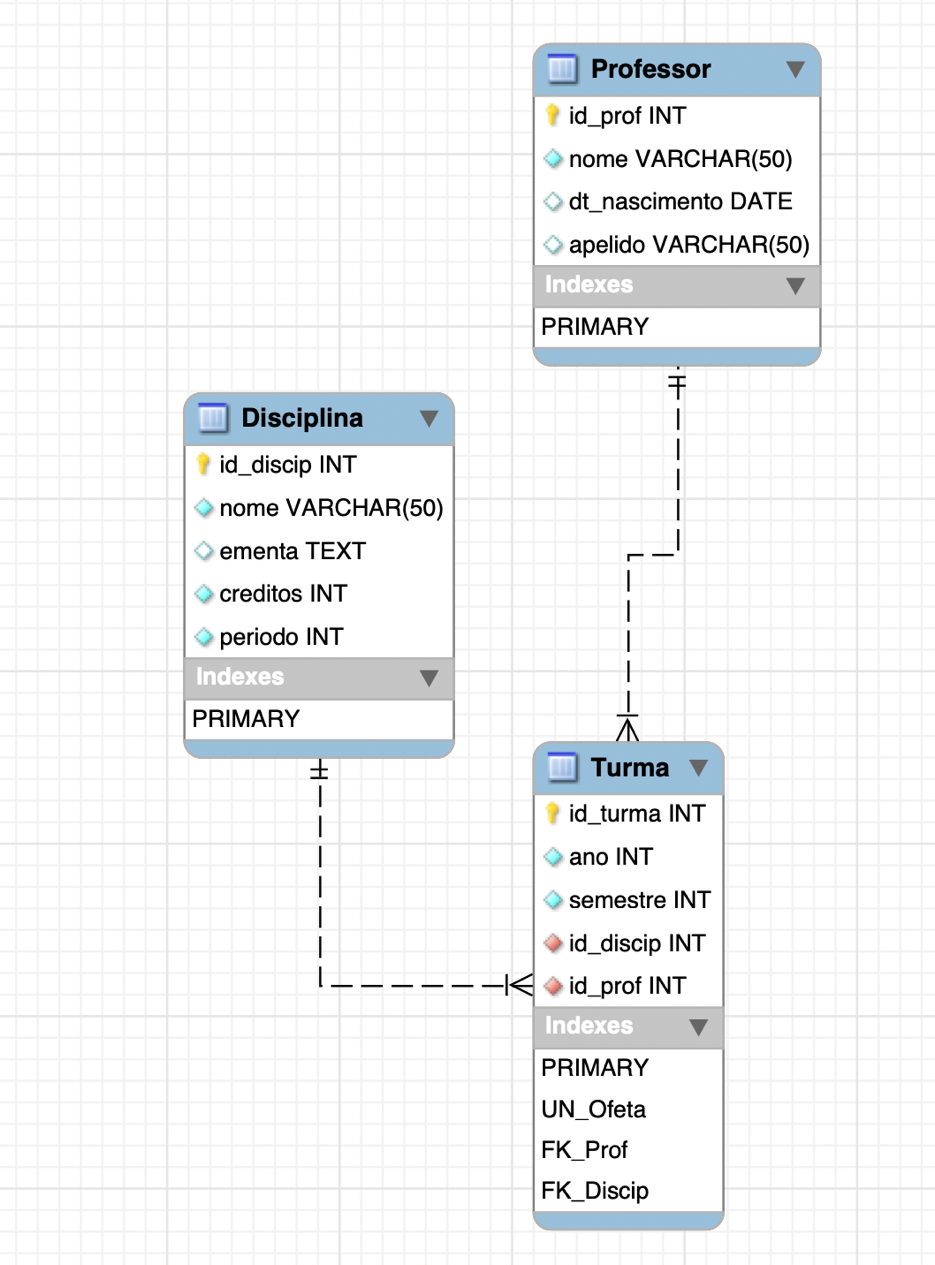 Professor
id_prof INT
nome VARCHAR(50)
dt_nascimento DATE
apelido VARCHAR(50)
Indexes
PRIMARY
Disciplina
id_discip INT
nome VARCHAR(50)
ementa TEXT
creditos INT
periodo INT
Indexes
PRIMARY
Turma
id_turma INT
ano INT
semestre INT
id_discip INT
id_prof INT
Indexes
PRIMARY
UN_Ofeta
FK_Prof
FK_Discip